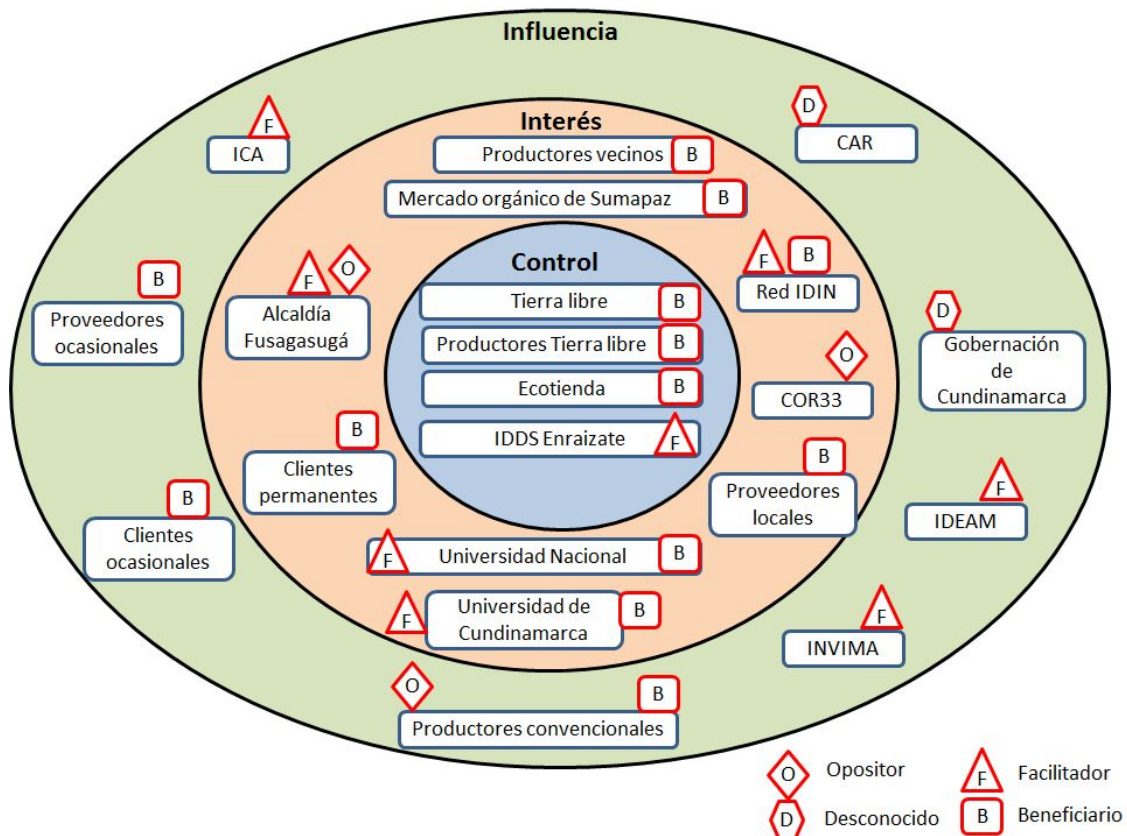 Influencia
F
ICA
D
CAR
Interés
Productores vecinos B
Mercado orgánico de Sumapaz B
B
Proveedores
ocasionales
F O
Alcaldía
Fusagasugá
Control
Tierra libre B
Productores Tierra libre B
Ecotienda B
IDDS Enraizate F
F B
Red IDIN
D
Gobernación
de
Cundinamarca
O
COR33
B
Clientes
permanentes
B
Proveedores
locales
B
Clientes
ocasionales
F
IDEAM
F Universidad Nacional B
F Universidad de B
Cundinamarca
F
INVIMA
O B
Productores convencionales
O Opositor F Facilitador
D Desconocido B Beneficiario